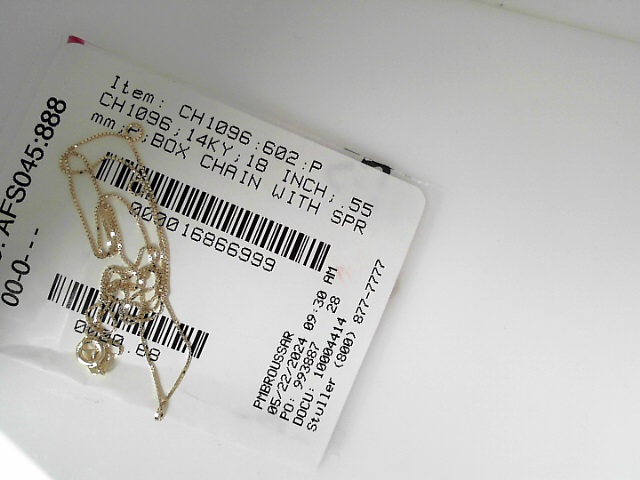 Item: CH1096:602:P
CH1096;14KY;18 INCH;.55
BOX CHAIN WITH SPR
000016866999
AFS045:888
00-0---
PMBROUSSAR
05/22/2024 09:30 AM
PO: 993887 28
DOCU: 10004414
Stuller (800) 877-7777